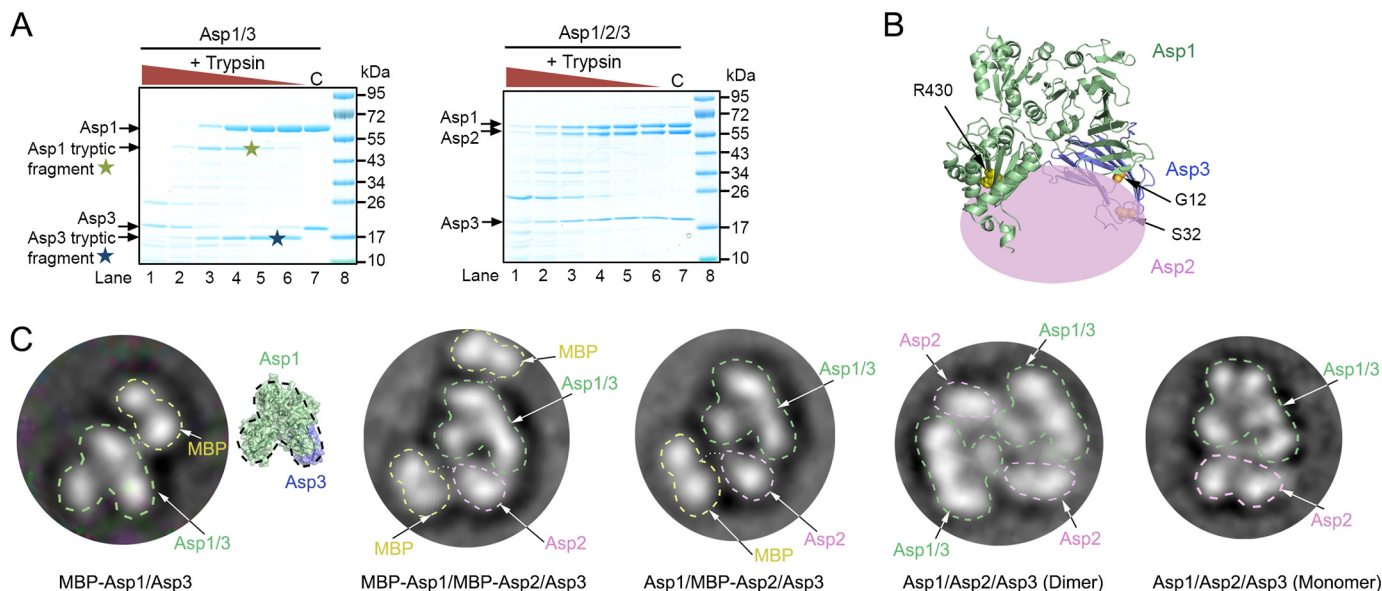 A
Asp1/3
+ Trypsin
C
kDa
95
72
55
43
34
26
17
10
Asp1
Asp1 tryptic
fragment
Asp3
Asp3 tryptic
fragment
Lane 1 2 3 4 5 6 7 8
Asp1/2/3
+ Trypsin
C
kDa
95
72
55
43
34
26
17
10
Asp1
Asp2
Asp3
Lane 1 2 3 4 5 6 7 8
B
Asp1
R430
Asp3
G12
S32
Asp2
C
MBP
Asp1/3
Asp1
Asp3
MBP-Asp1/Asp3
MBP
Asp1/3
MBP
Asp2
MBP-Asp1/MBP-Asp2/Asp3
Asp1/3
Asp2
MBP
Asp1/MBP-Asp2/Asp3
Asp2
Asp1/3
Asp1/3
Asp2
Asp1/Asp2/Asp3 (Dimer)
Asp1/3
Asp2
Asp1/Asp2/Asp3 (Monomer)